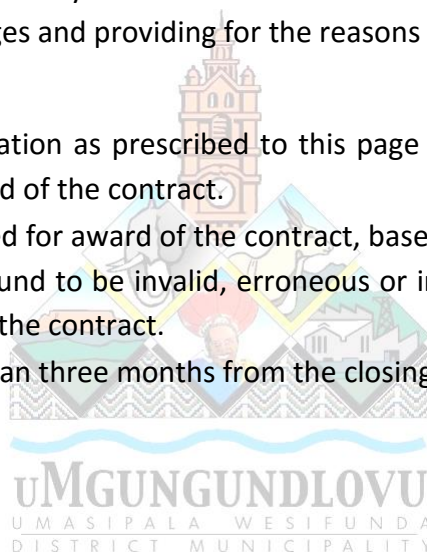 ges and providing for the reasons
ation as prescribed to this page
d of the contract.
ed for award of the contract, base
und to be invalid, erroneous or i
the contract.
an three months from the closing
uMGUNGUNDLOVU
UMASIPALA WESIFUNDA
DISTRICT MUNICIPALITY